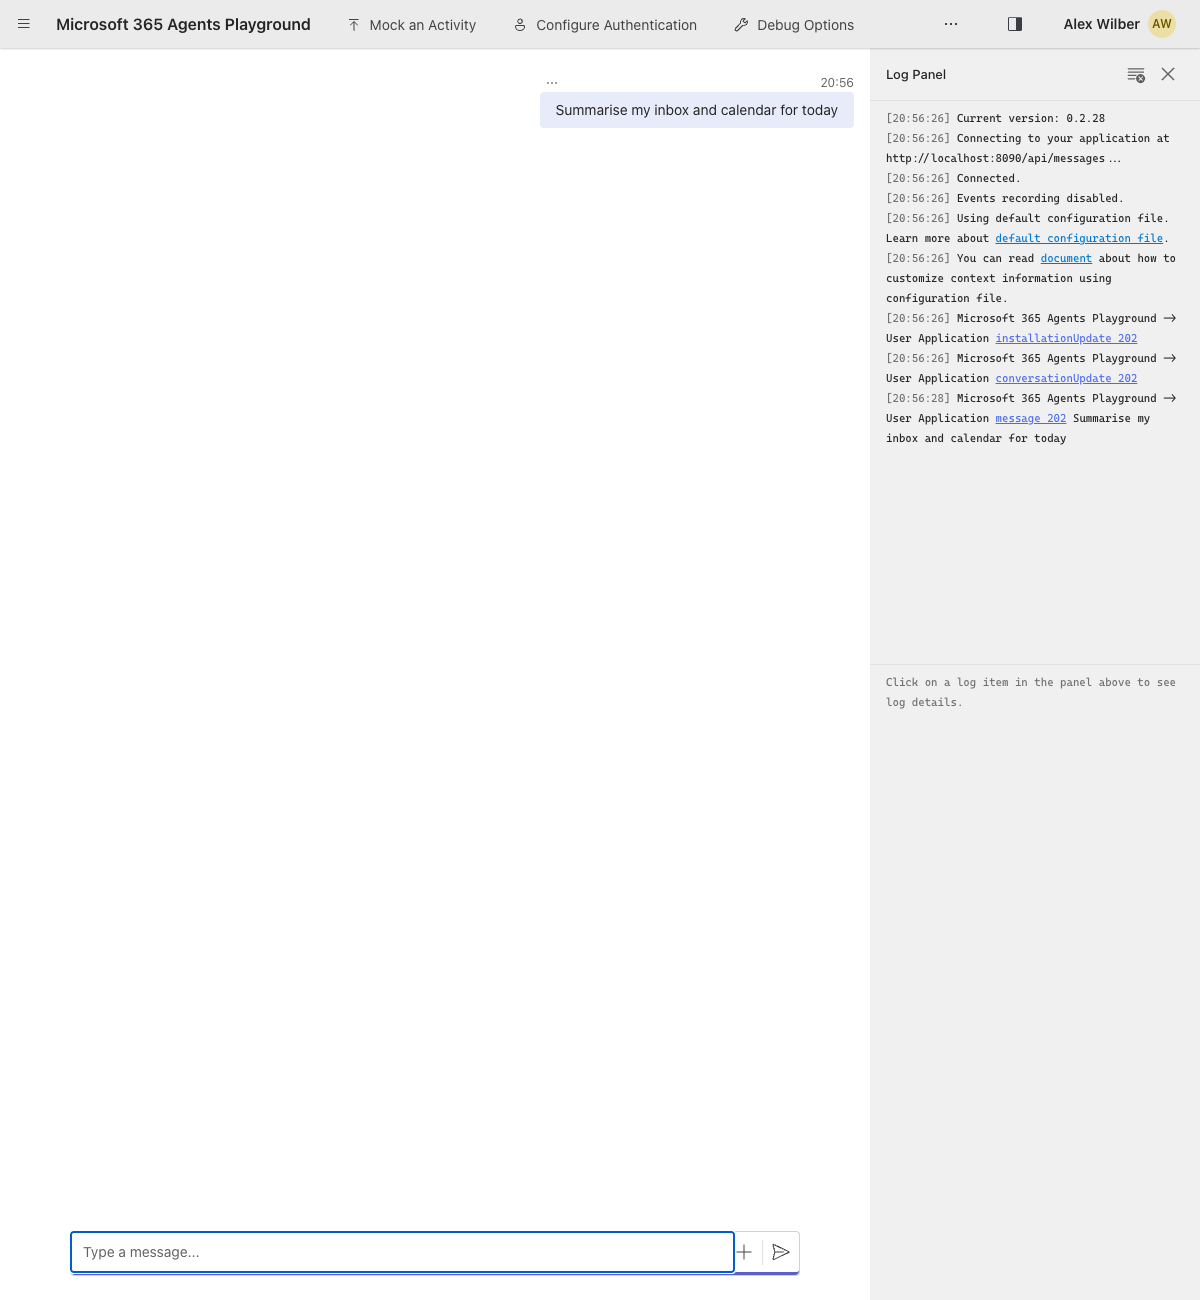 Microsoft 365 Agents Playground
Mock an Activity
Configure Authentication
Debug Options
...
Alex Wilber
AW
...
20:56
Summarise my inbox and calendar for today
Log Panel
[20:56:26] Current version: 0.2.28
[20:56:26] Connecting to your application at
http://localhost:8090/api/messages...
[20:56:26] Connected.
[20:56:26] Events recording disabled.
[20:56:26] Using default configuration file.
Learn more about default configuration file.
[20:56:26] You can read document about how to
customize context information using
configuration file.
[20:56:26] Microsoft 365 Agents Playground →
User Application installationUpdate 202
[20:56:26] Microsoft 365 Agents Playground →
User Application conversationUpdate 202
[20:56:28] Microsoft 365 Agents Playground →
User Application message 202 Summarise my
inbox and calendar for today
Click on a log item in the panel above to see
log details.
Type a message...